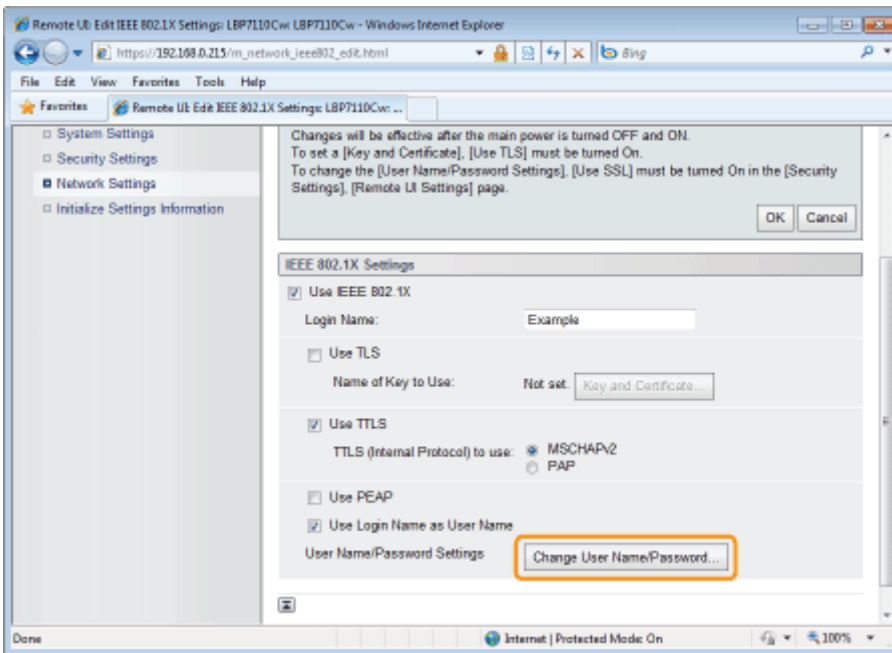 Remote UI: Edit IEEE 802.1X Settings: LBP7110Cw: LBP7110Cw - Windows Internet Explorer
https://192.168.0.215/m_network_ieee802_edit.html
Bing
File Edit View Favorites Tools Help
Favorites
Remote UI: Edit IEEE 802.1X Settings: LBP7110Cw: ...
System Settings
Security Settings
Network Settings
Initialize Settings Information
Changes will be effective after the main power is turned OFF and ON.
To set a [Key and Certificate], [Use TLS] must be turned On.
To change the [User Name/Password Settings], [Use SSL] must be turned On in the [Security
Settings], [Remote UI Settings] page.
OK Cancel
IEEE 802.1X Settings
Use IEEE 802.1X
Login Name: Example
Use TLS
Name of Key to Use: Not set. Key and Certificate...
Use TTLS
TTLS (Internal Protocol) to use: MSCHAPv2
PAP
Use PEAP
Use Login Name as User Name
User Name/Password Settings Change User Name/Password...
Done Internet | Protected Mode: On 100%